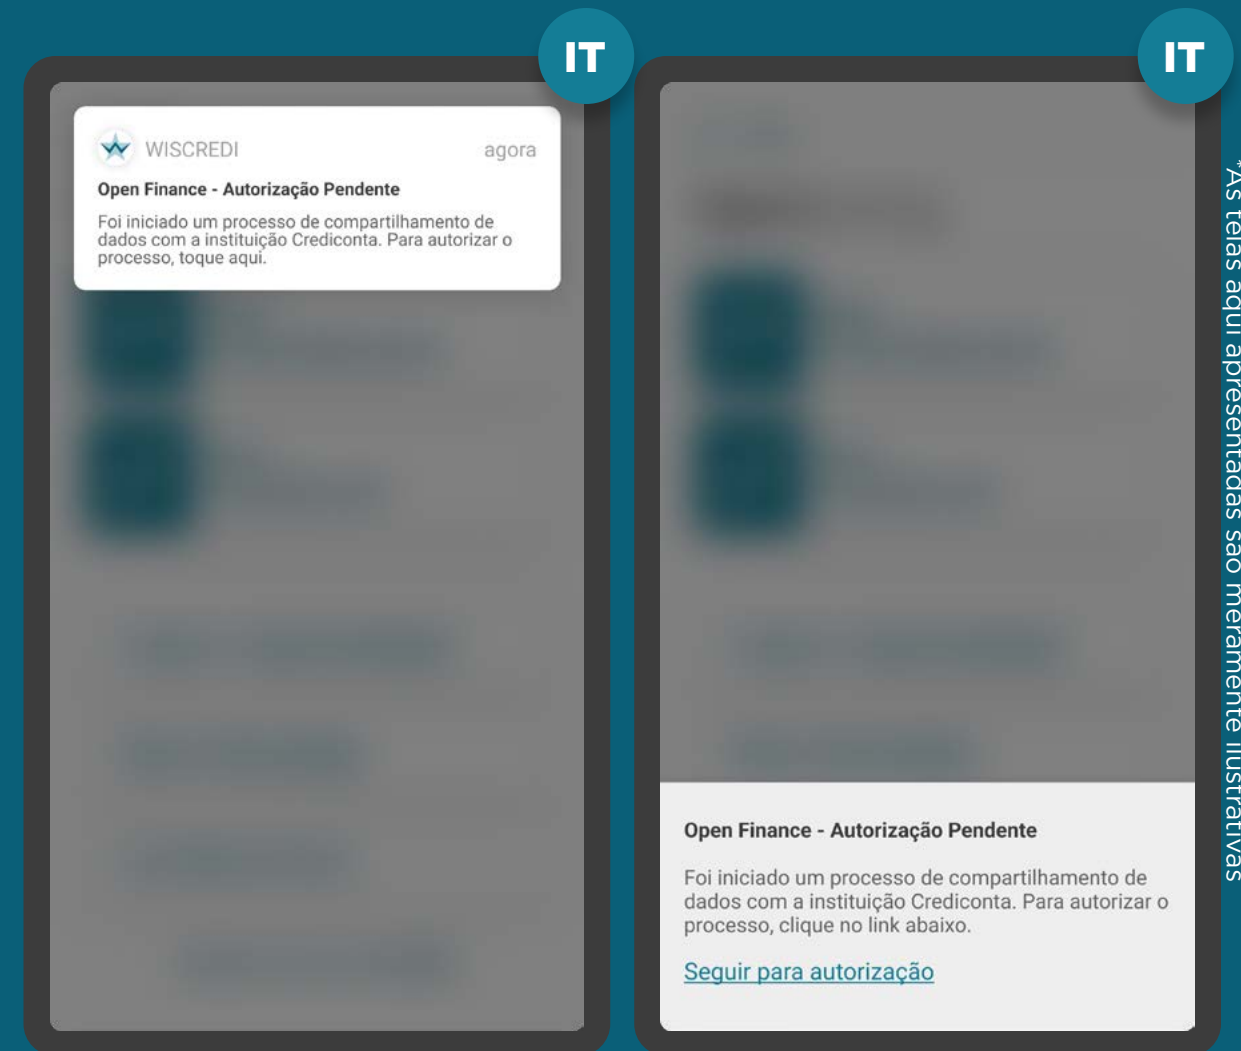 IT
WISCREDI
agora
Open Finance - Autorização Pendente
Foi iniciado um processo de compartilhamento de
dados com a instituição Crediconta. Para autorizar o
processo, toque aqui.
IT
Open Finance - Autorização Pendente
Foi iniciado um processo de compartilhamento de
dados com a instituição Crediconta. Para autorizar o
processo, clique no link abaixo.
Seguir para autorização
*As telas aqui apresentadas são meramente ilustrativas